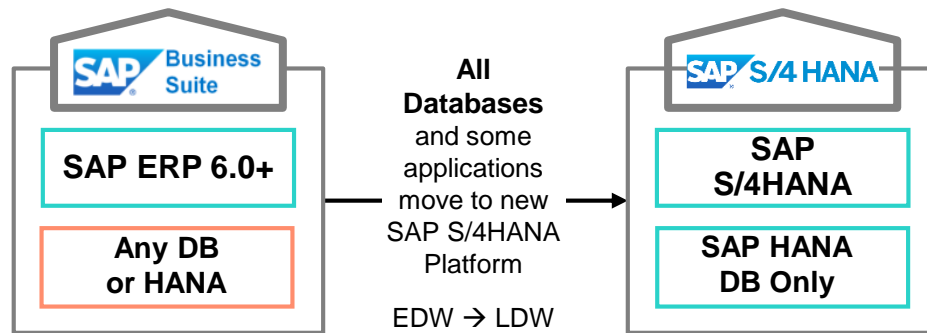 SAP Business
Suite
SAP ERP 6.0+
Any DB
or HANA
All
Databases
and some
applications
move to new
SAP S/4HANA
Platform
EDW → LDW
SAP S/4 HANA
SAP
S/4HANA
SAP HANA
DB Only